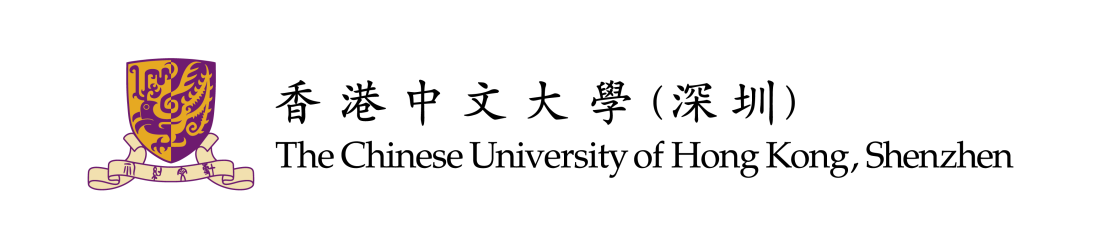 香港中文大學(深圳)
The Chinese University of Hong Kong, Shenzhen